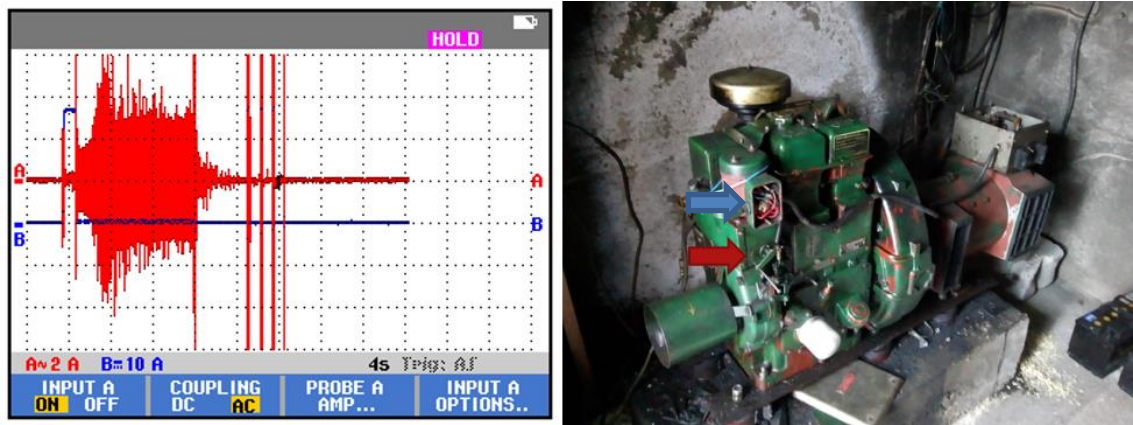 HOLD
A
A
B
B
A~2 A B=10 A 4s Trig: A⎍
INPUT A
ON OFF
COUPLING
DC AC
PROBE A
AMP...
INPUT A
OPTIONS..